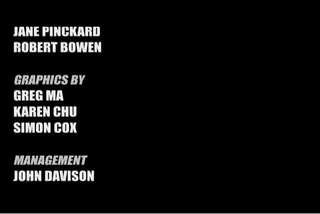 JANE PINCKARD
ROBERT BOWEN
GRAPHICS BY
GREG MA
KAREN CHU
SIMON COX
MANAGEMENT
JOHN DAVISON